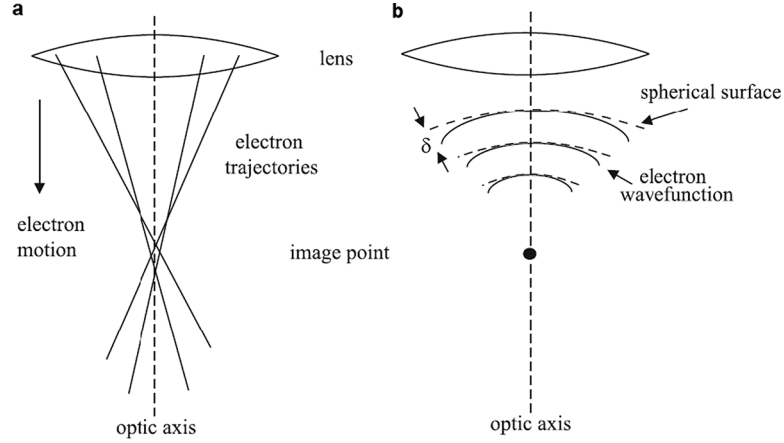 a
lens
electron
trajectories
electron
motion
image point
optic axis
b
spherical surface
δ
electron
wavefunction
optic axis